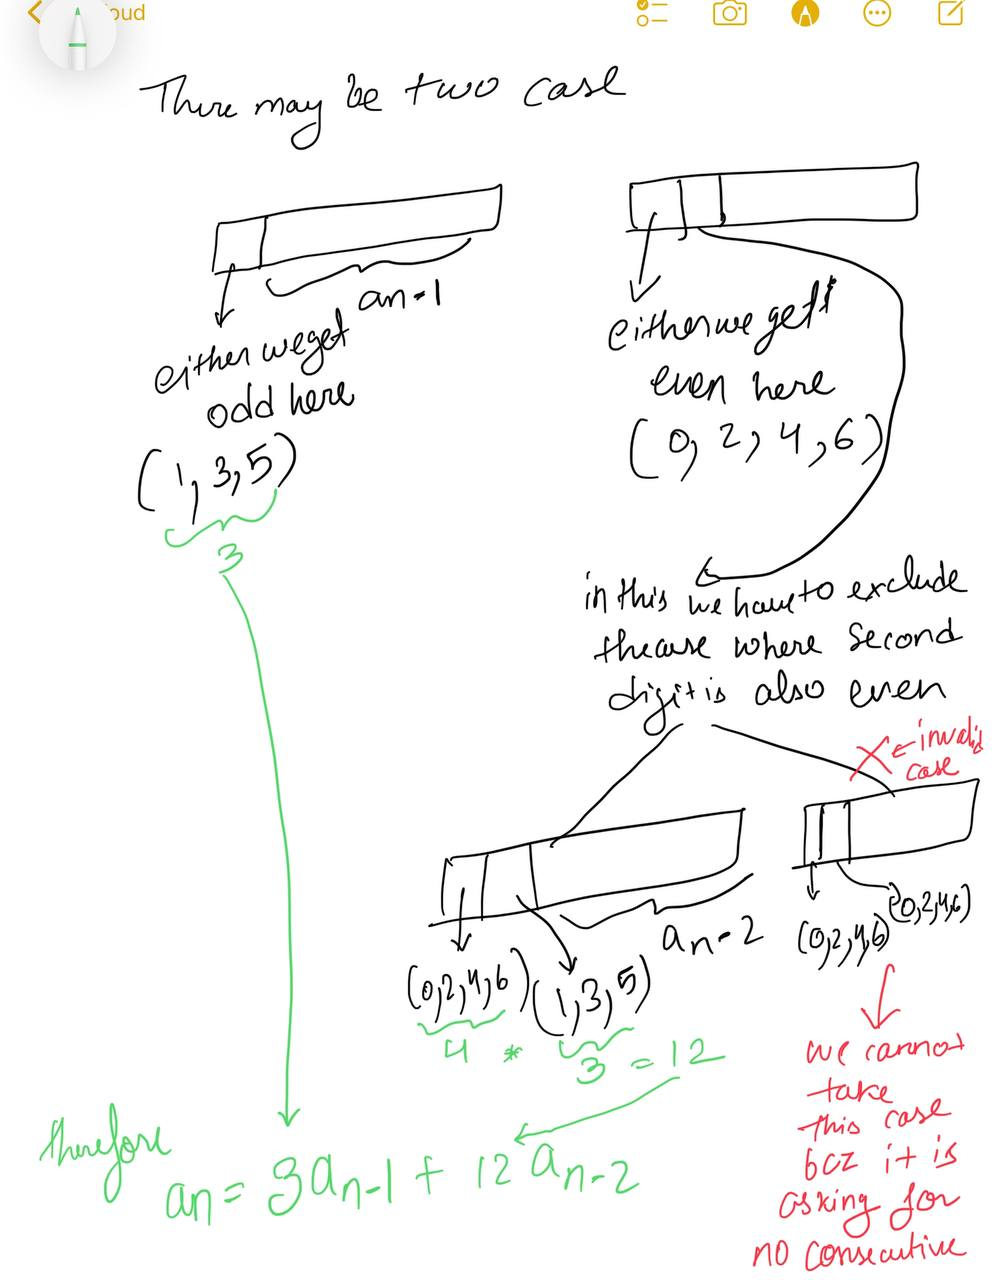 oud
There may be two case
an-1
either we get
odd here
(1, 3, 5)
3
either we get
even here
(0, 2, 4, 6)
in this we have to exclude
the case where second
digit is also even
X ← invalid
case
an-2
(0,2,4,6) (1,3,5)
4 * 3 = 12
(0,2,4,6) (0,2,4,6)
we cannot
take
this case
bcz it is
asking for
no consecutive
therefore
an = 3an-1 + 12an-2